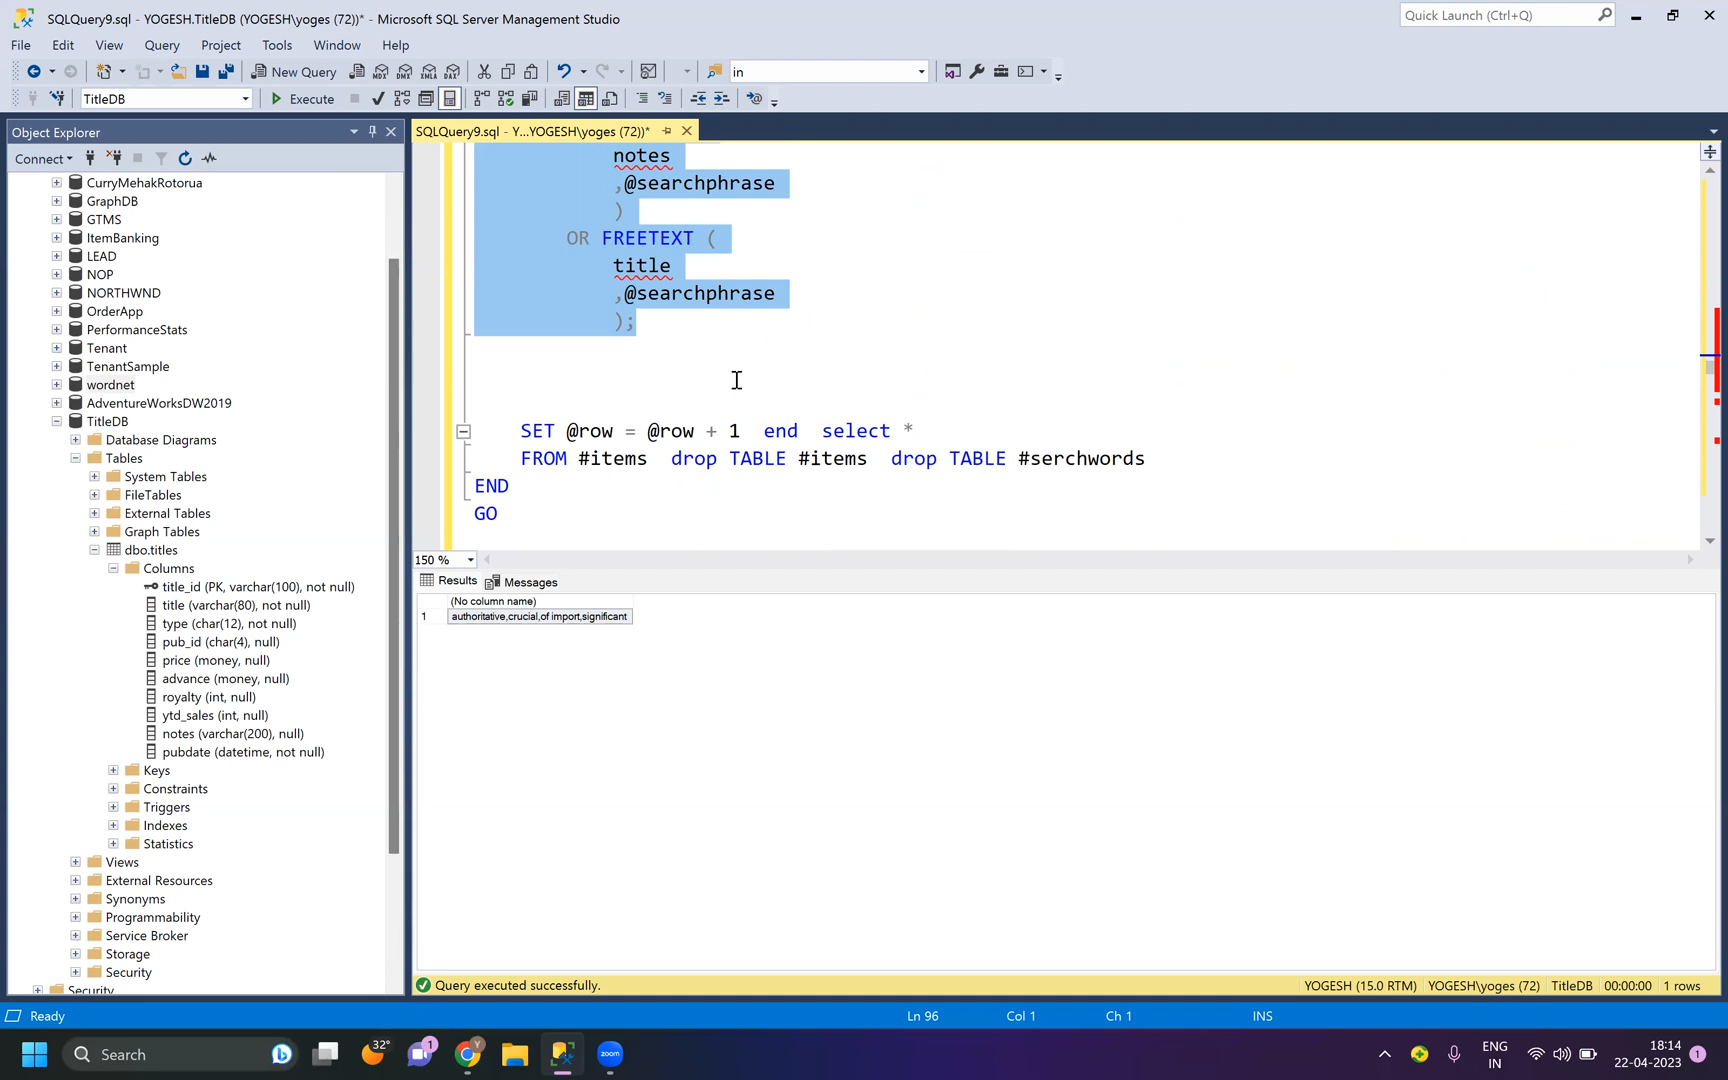 SQLQuery9.sql - YOGESH.TitleDB (YOGESH\yoges (72))* - Microsoft SQL Server Management Studio
Quick Launch (Ctrl+Q)
File Edit View Query Project Tools Window Help
New Query
MDX DMX XMLA DAX
in
TitleDB
Execute
Object Explorer
SQLQuery9.sql - Y...YOGESH\yoges (72))*
Connect
CurryMehakRotorua
GraphDB
GTMS
ItemBanking
LEAD
NOP
NORTHWND
OrderApp
PerformanceStats
Tenant
TenantSample
wordnet
AdventureWorksDW2019
TitleDB
Database Diagrams
Tables
System Tables
FileTables
External Tables
Graph Tables
dbo.titles
Columns
title_id (PK, varchar(100), not null)
title (varchar(80), not null)
type (char(12), not null)
pub_id (char(4), null)
price (money, null)
advance (money, null)
royalty (int, null)
ytd_sales (int, null)
notes (varchar(200), null)
pubdate (datetime, not null)
Keys
Constraints
Triggers
Indexes
Statistics
Views
External Resources
Synonyms
Programmability
Service Broker
Storage
Security
Security
notes
,@searchphrase
)
OR FREETEXT (
title
,@searchphrase
);
SET @row = @row + 1 end select *
FROM #items drop TABLE #items drop TABLE #serchwords
END
GO
150 %
Results Messages
(No column name)
1 authoritative,crucial,of import,significant
Query executed successfully.
YOGESH (15.0 RTM) YOGESH\yoges (72) TitleDB 00:00:00 1 rows
Ready
Ln 96 Col 1 Ch 1 INS
Search
32°
1
zoom
ENG
IN
18:14
22-04-2023
1